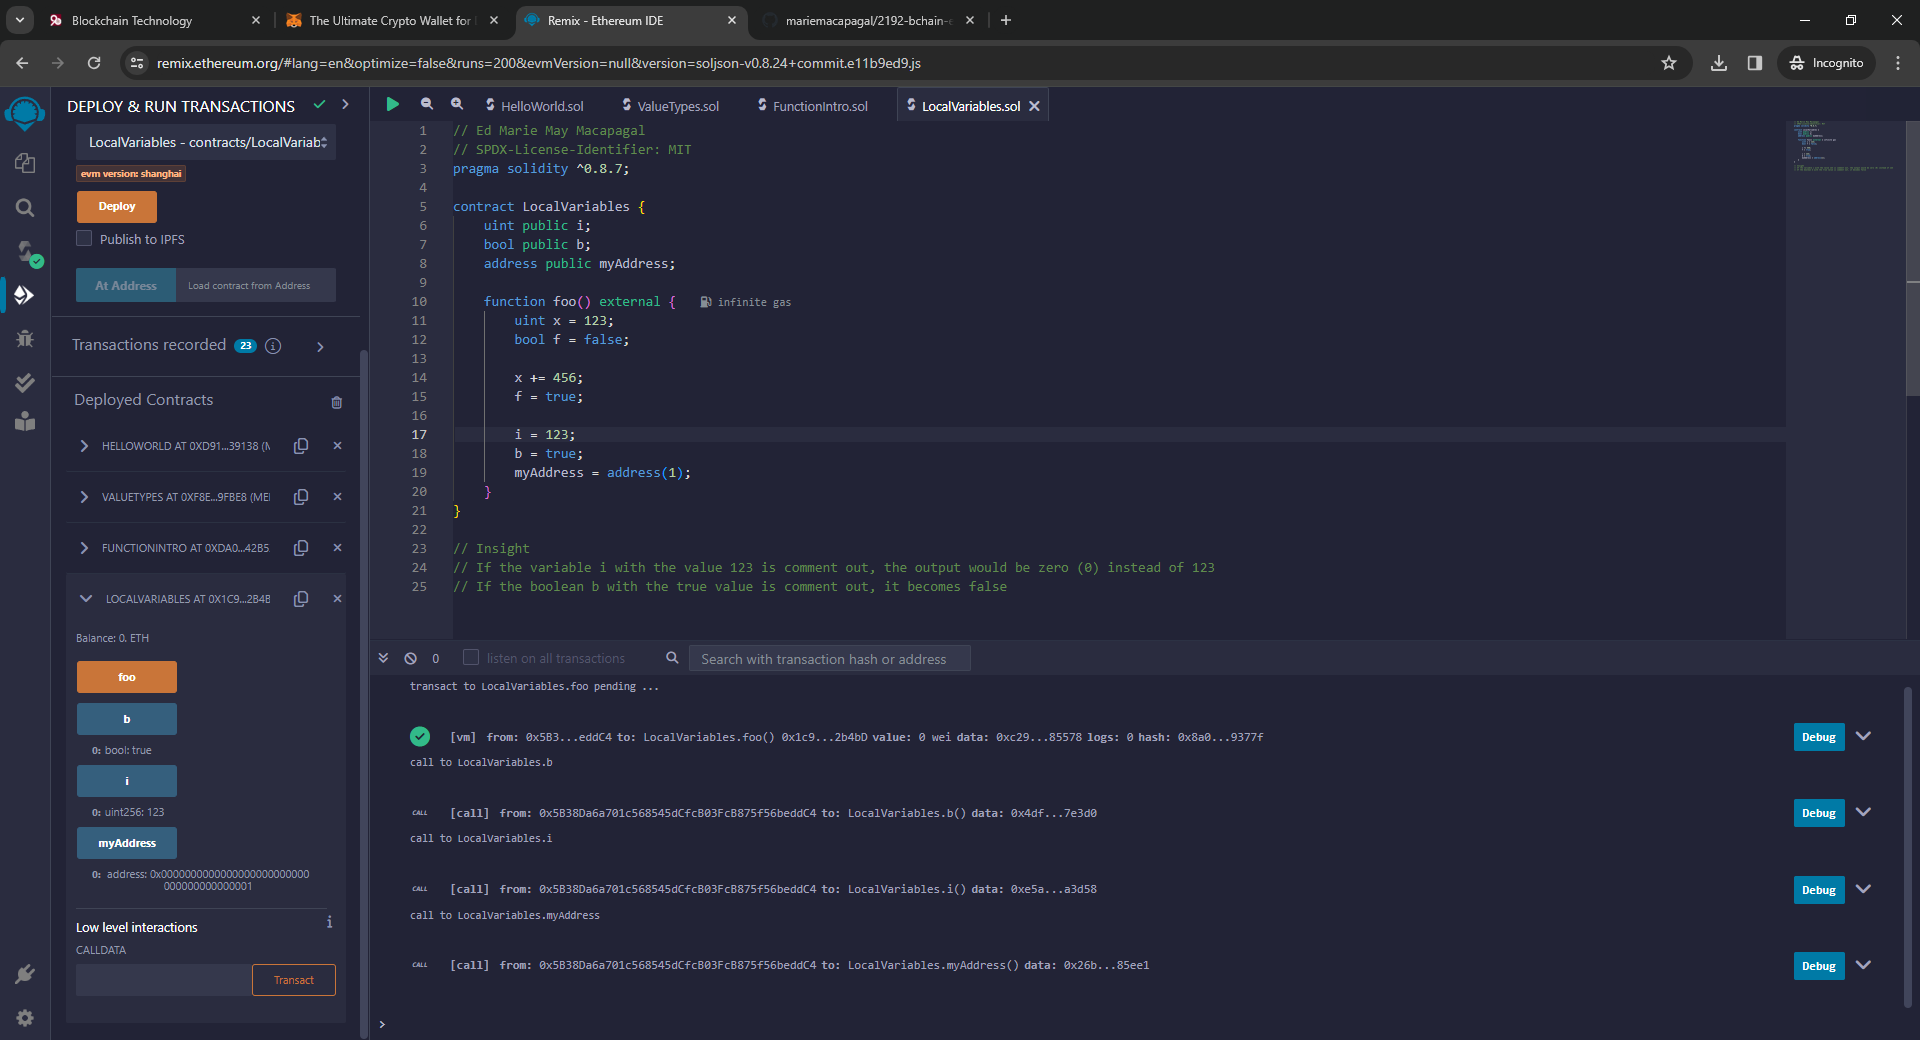 Blockchain Technology
The Ultimate Crypto Wallet for
Remix - Ethereum IDE
mariemacapagal/2192-bchain-
remix.ethereum.org/#lang=en&optimize=false&runs=200&evmVersion=null&version=soljson-v0.8.24+commit.e11b9ed9.js
Incognito
DEPLOY & RUN TRANSACTIONS
LocalVariables - contracts/LocalVariab
evm version: shanghai
Deploy
Publish to IPFS
At Address
Load contract from Address
Transactions recorded 23
Deployed Contracts
HELLOWORLD AT 0XD91...39138 (M
VALUETYPES AT 0XF8E...9FBE8 (ME
FUNCTIONINTRO AT 0XDA0...42B5
LOCALVARIABLES AT 0X1C9...2B4B
Balance: 0. ETH
foo
b
0: bool: true
i
0: uint256: 123
myAddress
0: address: 0x000000000000000000000000
0000000000000001
Low level interactions
CALLDATA
Transact
HelloWorld.sol
ValueTypes.sol
FunctionIntro.sol
LocalVariables.sol
1 // Ed Marie May Macapagal
2 // SPDX-License-Identifier: MIT
3 pragma solidity ^0.8.7;
4
5 contract LocalVariables {
6 uint public i;
7 bool public b;
8 address public myAddress;
9
10 function foo() external { infinite gas
11 uint x = 123;
12 bool f = false;
13
14 x += 456;
15 f = true;
16
17 i = 123;
18 b = true;
19 myAddress = address(1);
20 }
21 }
22
23 // Insight
24 // If the variable i with the value 123 is comment out, the output would be zero (0) instead of 123
25 // If the boolean b with the true value is comment out, it becomes false
0
listen on all transactions
Search with transaction hash or address
transact to LocalVariables.foo pending ...
[vm] from: 0x5B3...eddC4 to: LocalVariables.foo() 0x1c9...2b4bD value: 0 wei data: 0xc29...85578 logs: 0 hash: 0x8a0...9377f
Debug
call to LocalVariables.b
CALL [call] from: 0x5B38Da6a701c568545dCfcB03FcB875f56beddC4 to: LocalVariables.b() data: 0x4df...7e3d0
Debug
call to LocalVariables.i
CALL [call] from: 0x5B38Da6a701c568545dCfcB03FcB875f56beddC4 to: LocalVariables.i() data: 0xe5a...a3d58
Debug
call to LocalVariables.myAddress
CALL [call] from: 0x5B38Da6a701c568545dCfcB03FcB875f56beddC4 to: LocalVariables.myAddress() data: 0x26b...85ee1
Debug
>